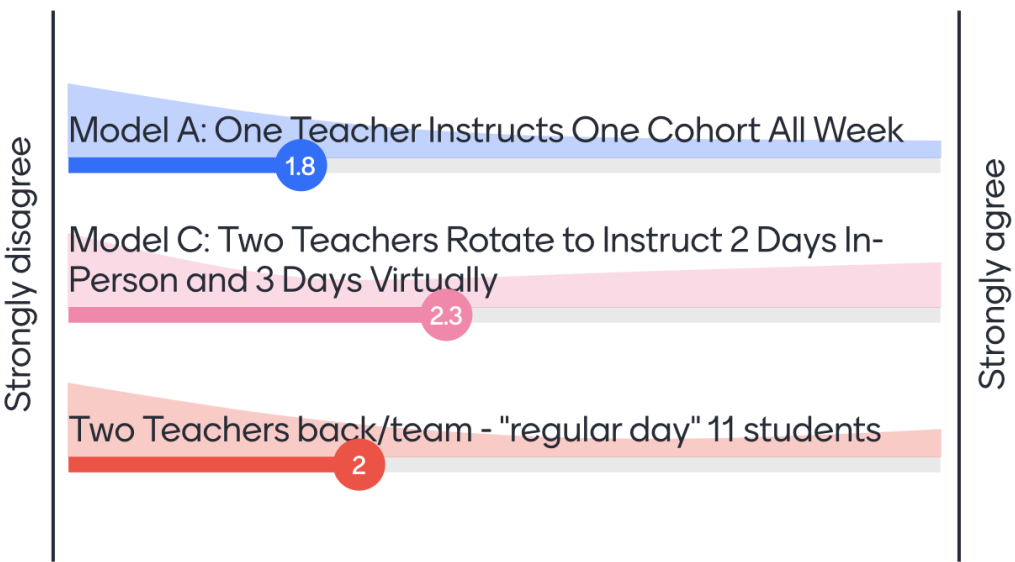 Strongly disagree
Model A: One Teacher Instructs One Cohort All Week
1.8
Model C: Two Teachers Rotate to Instruct 2 Days In-
Person and 3 Days Virtually
2.3
Two Teachers back/team - "regular day" 11 students
2
Strongly agree